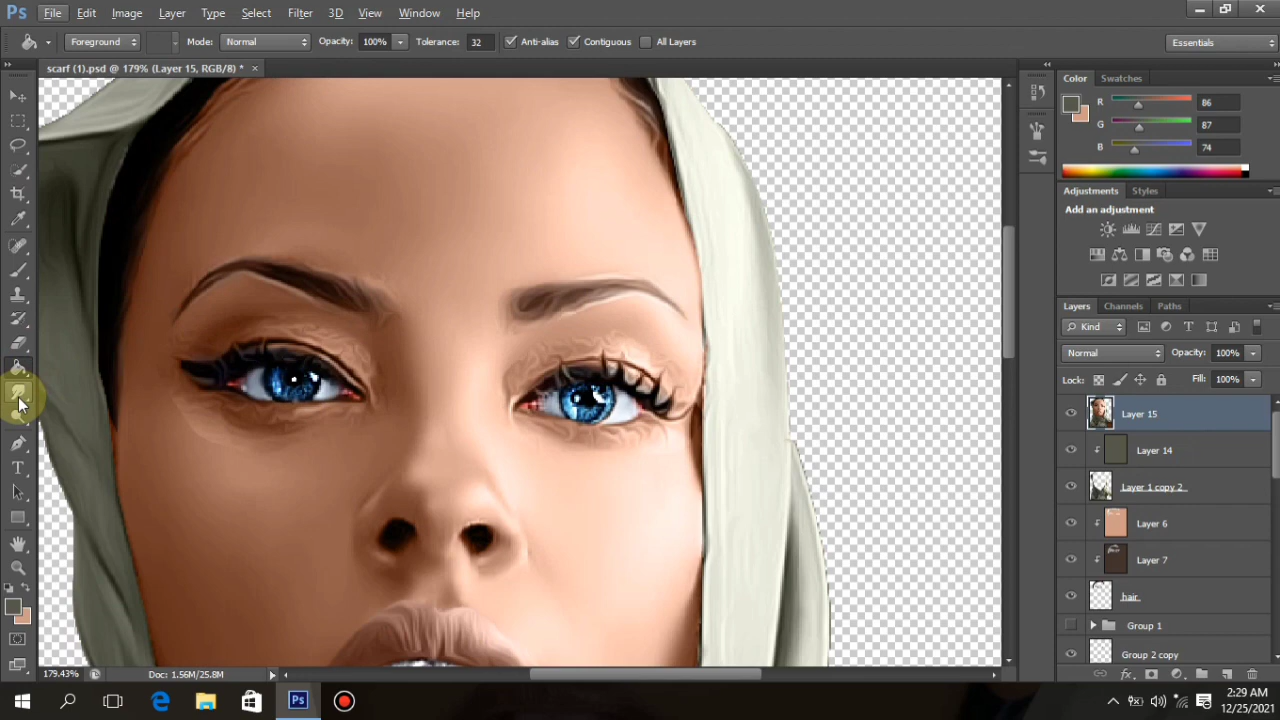 Ps File Edit Image Layer Type Select Filter 3D View Window Help
Foreground Mode: Normal Opacity: 100% Tolerance: 32 Anti-alias Contiguous All Layers Essentials
scarf (1).psd @ 179% (Layer 15, RGB/8) * ×
Color Swatches
R 86
G 87
B 74
Adjustments Styles
Add an adjustment
Layers Channels Paths
Kind
Normal Opacity: 100%
Lock: Fill: 100%
Layer 15
Layer 14
Layer 1 copy 2
Layer 6
Layer 7
hair
Group 1
Group 2 copy
179.43% Doc: 1.56M/25.8M
2:29 AM
12/25/2021